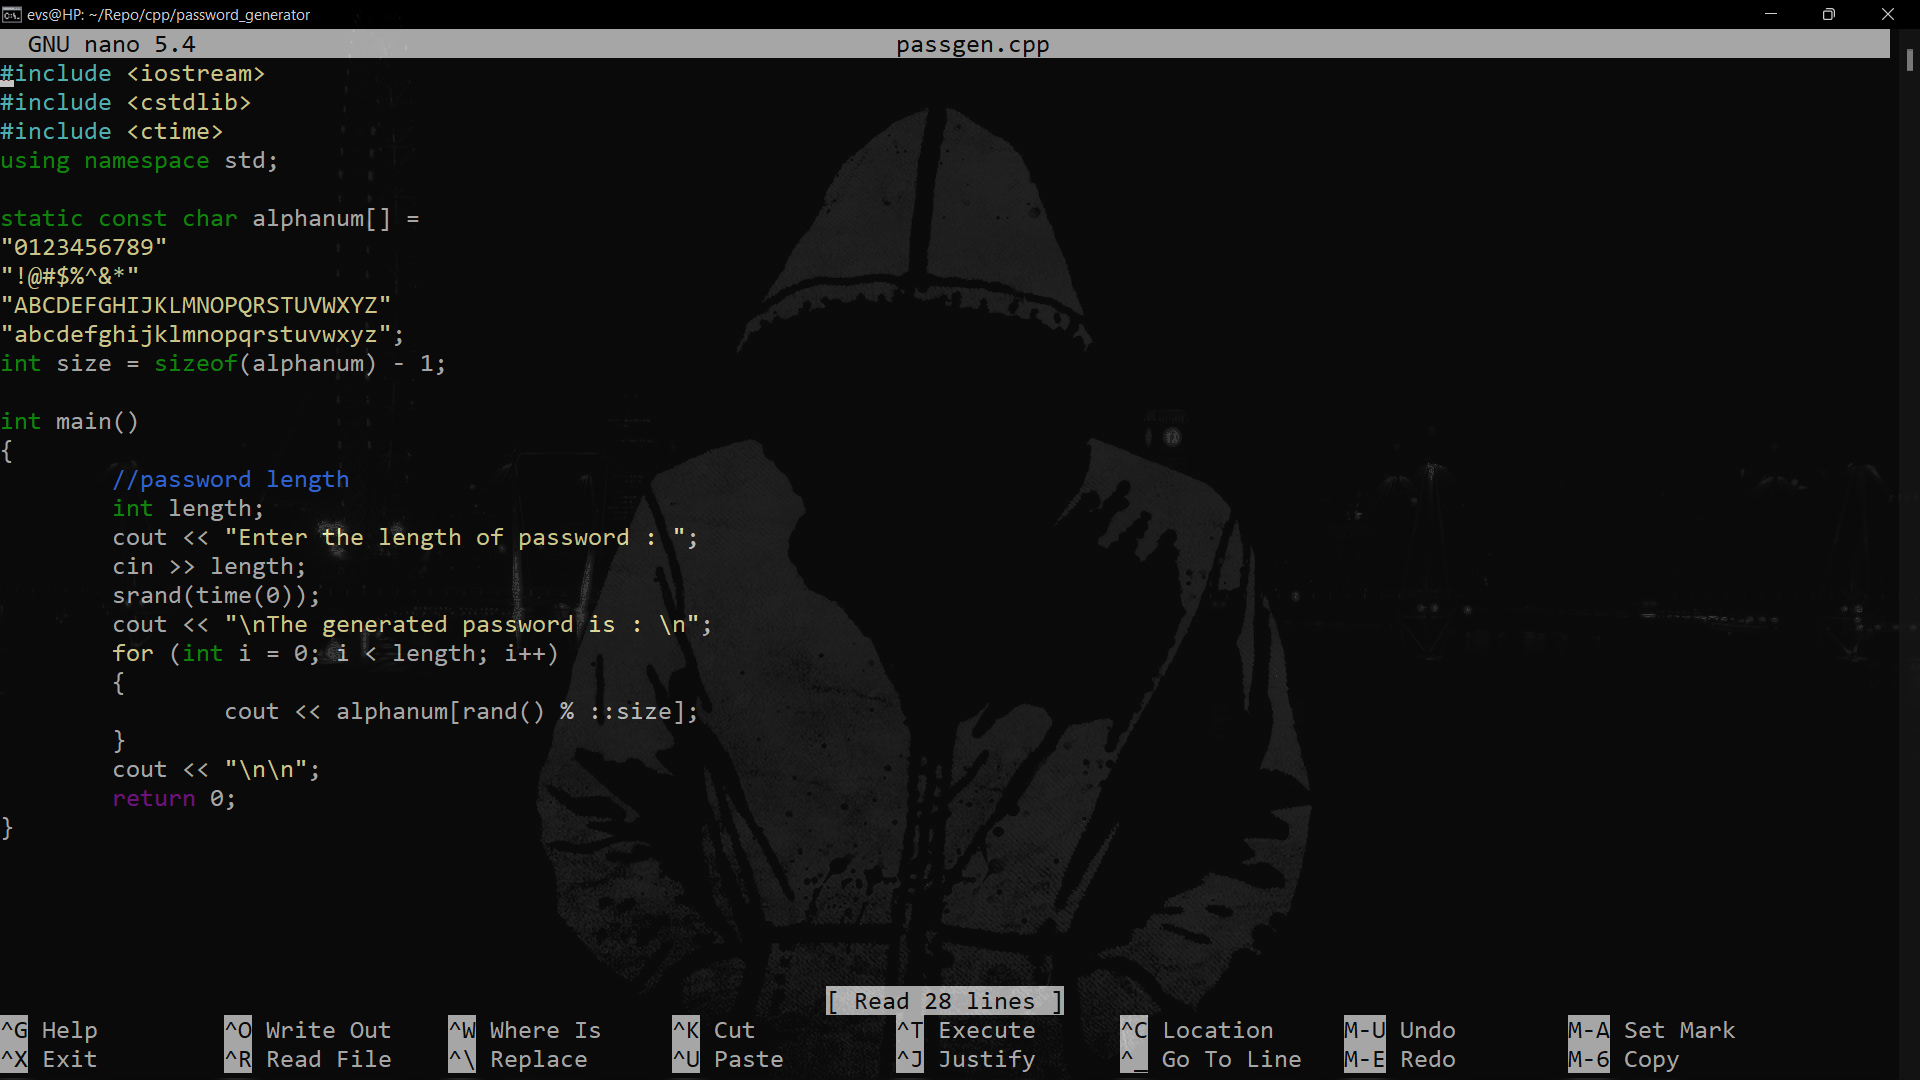 evs@HP: ~/Repo/cpp/password_generator
GNU nano 5.4 passgen.cpp
#include <iostream>
#include <cstdlib>
#include <ctime>
using namespace std;

static const char alphanum[] =
"0123456789"
"!@#$%^&*"
"ABCDEFGHIJKLMNOPQRSTUVWXYZ"
"abcdefghijklmnopqrstuvwxyz";
int size = sizeof(alphanum) - 1;

int main()
{
        //password length
        int length;
        cout << "Enter the length of password : ";
        cin >> length;
        srand(time(0));
        cout << "\nThe generated password is : \n";
        for (int i = 0; i < length; i++)
        {
                cout << alphanum[rand() % ::size];
        }
        cout << "\n\n";
        return 0;
}
[ Read 28 lines ]
^G Help ^O Write Out ^W Where Is ^K Cut ^T Execute ^C Location M-U Undo M-A Set Mark
^X Exit ^R Read File ^\ Replace ^U Paste ^J Justify ^_ Go To Line M-E Redo M-6 Copy